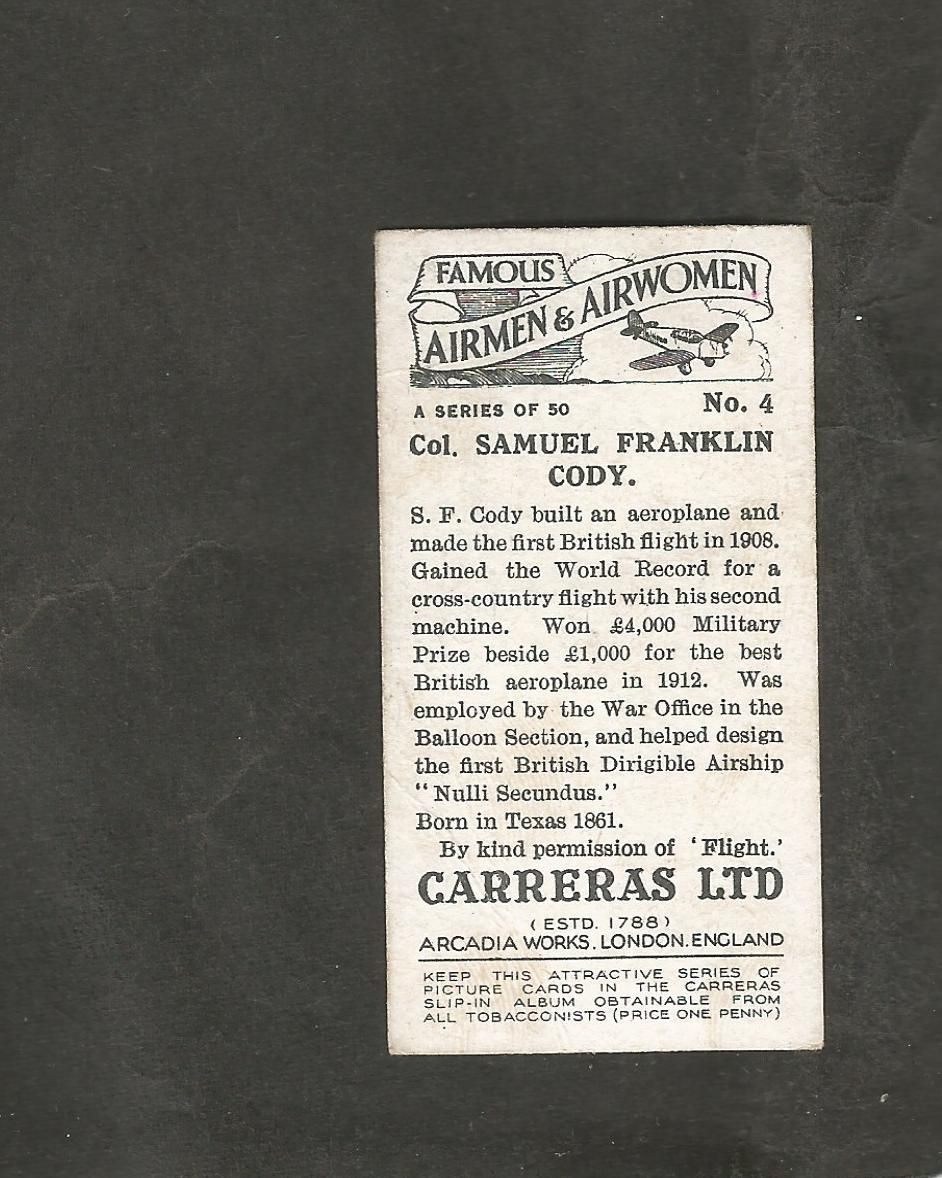 FAMOUS
AIRMEN & AIRWOMEN
A SERIES OF 50 No. 4
Col. SAMUEL FRANKLIN
CODY.
S. F. Cody built an aeroplane and
made the first British flight in 1908.
Gained the World Record for a
cross-country flight with his second
machine. Won £4,000 Military
Prize beside £1,000 for the best
British aeroplane in 1912. Was
employed by the War Office in the
Balloon Section, and helped design
the first British Dirigible Airship
"Nulli Secundus."
Born in Texas 1861.
By kind permission of 'Flight.'
CARRERAS LTD
(ESTD. 1788)
ARCADIA WORKS. LONDON. ENGLAND
KEEP THIS ATTRACTIVE SERIES OF
PICTURE CARDS IN THE CARRERAS
SLIP-IN ALBUM OBTAINABLE FROM
ALL TOBACCONISTS (PRICE ONE PENNY)